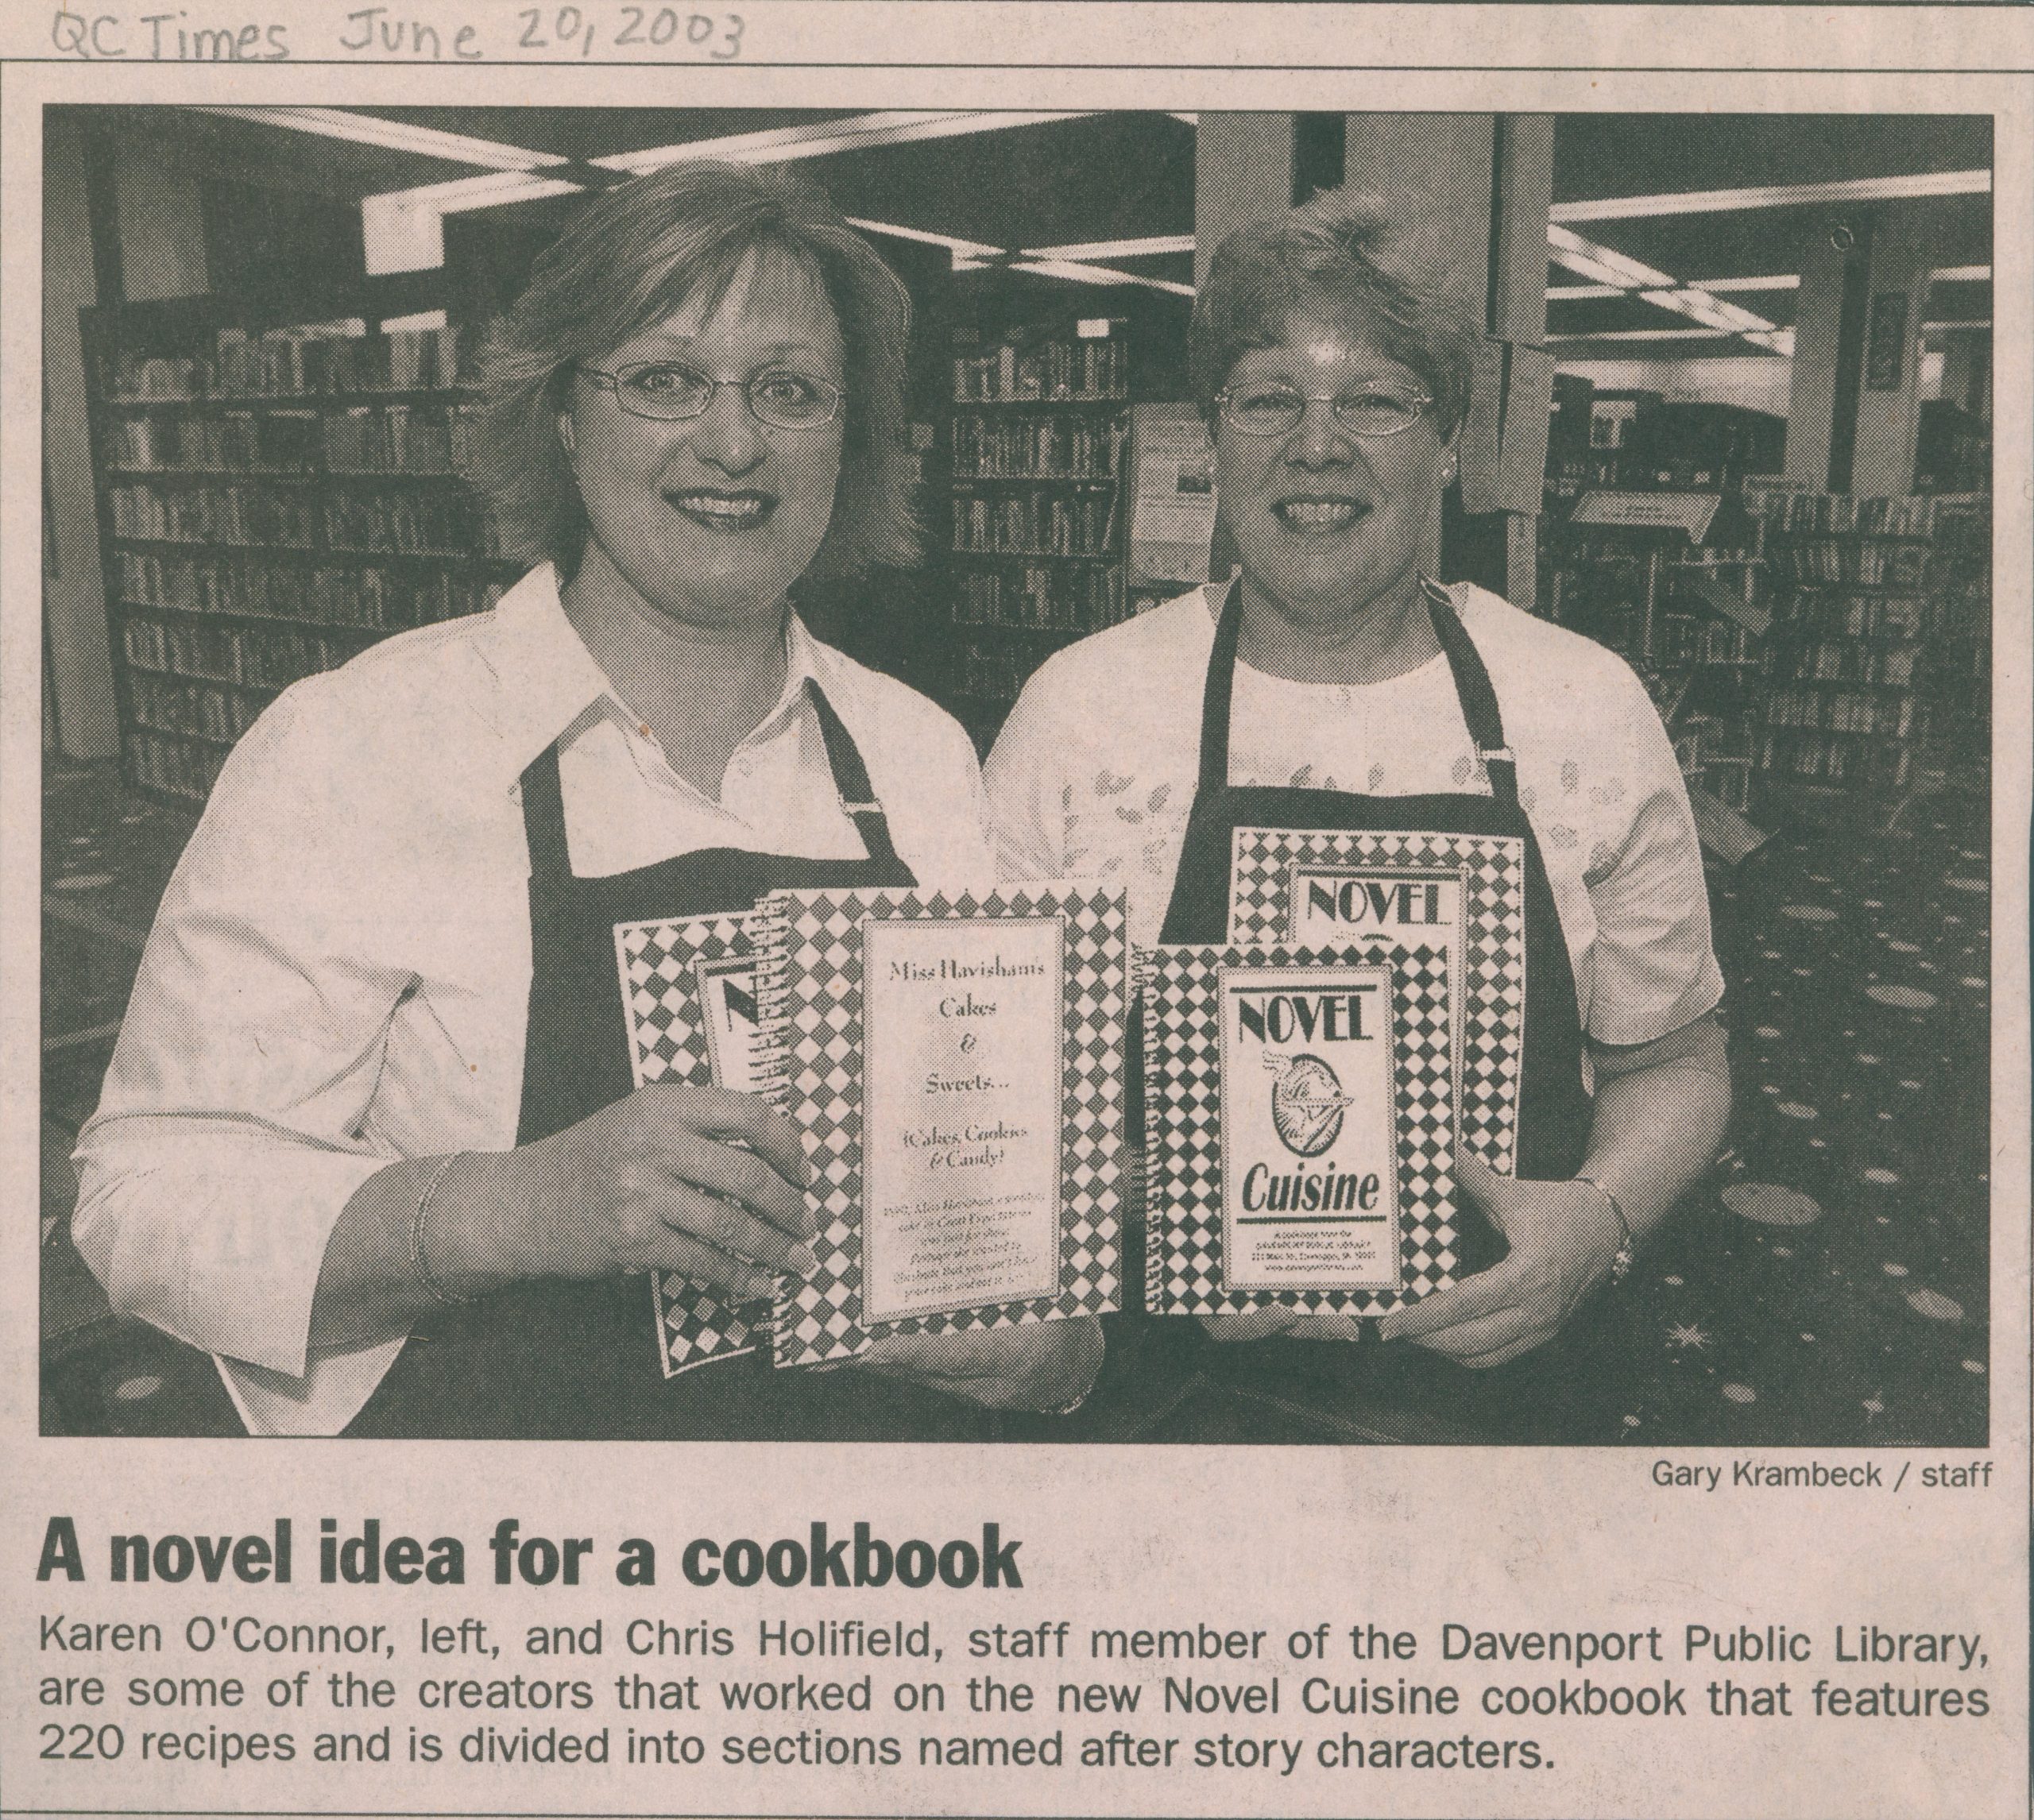 QC Times June 20, 2003
NOVEL
N
Miss Havisham's
Cakes
&
Sweets...
(Cakes, Cookies
& Candy)
NOVEL
Cuisine
Gary Krambeck / staff
A novel idea for a cookbook
Karen O'Connor, left, and Chris Holifield, staff member of the Davenport Public Library,
are some of the creators that worked on the new Novel Cuisine cookbook that features
220 recipes and is divided into sections named after story characters.